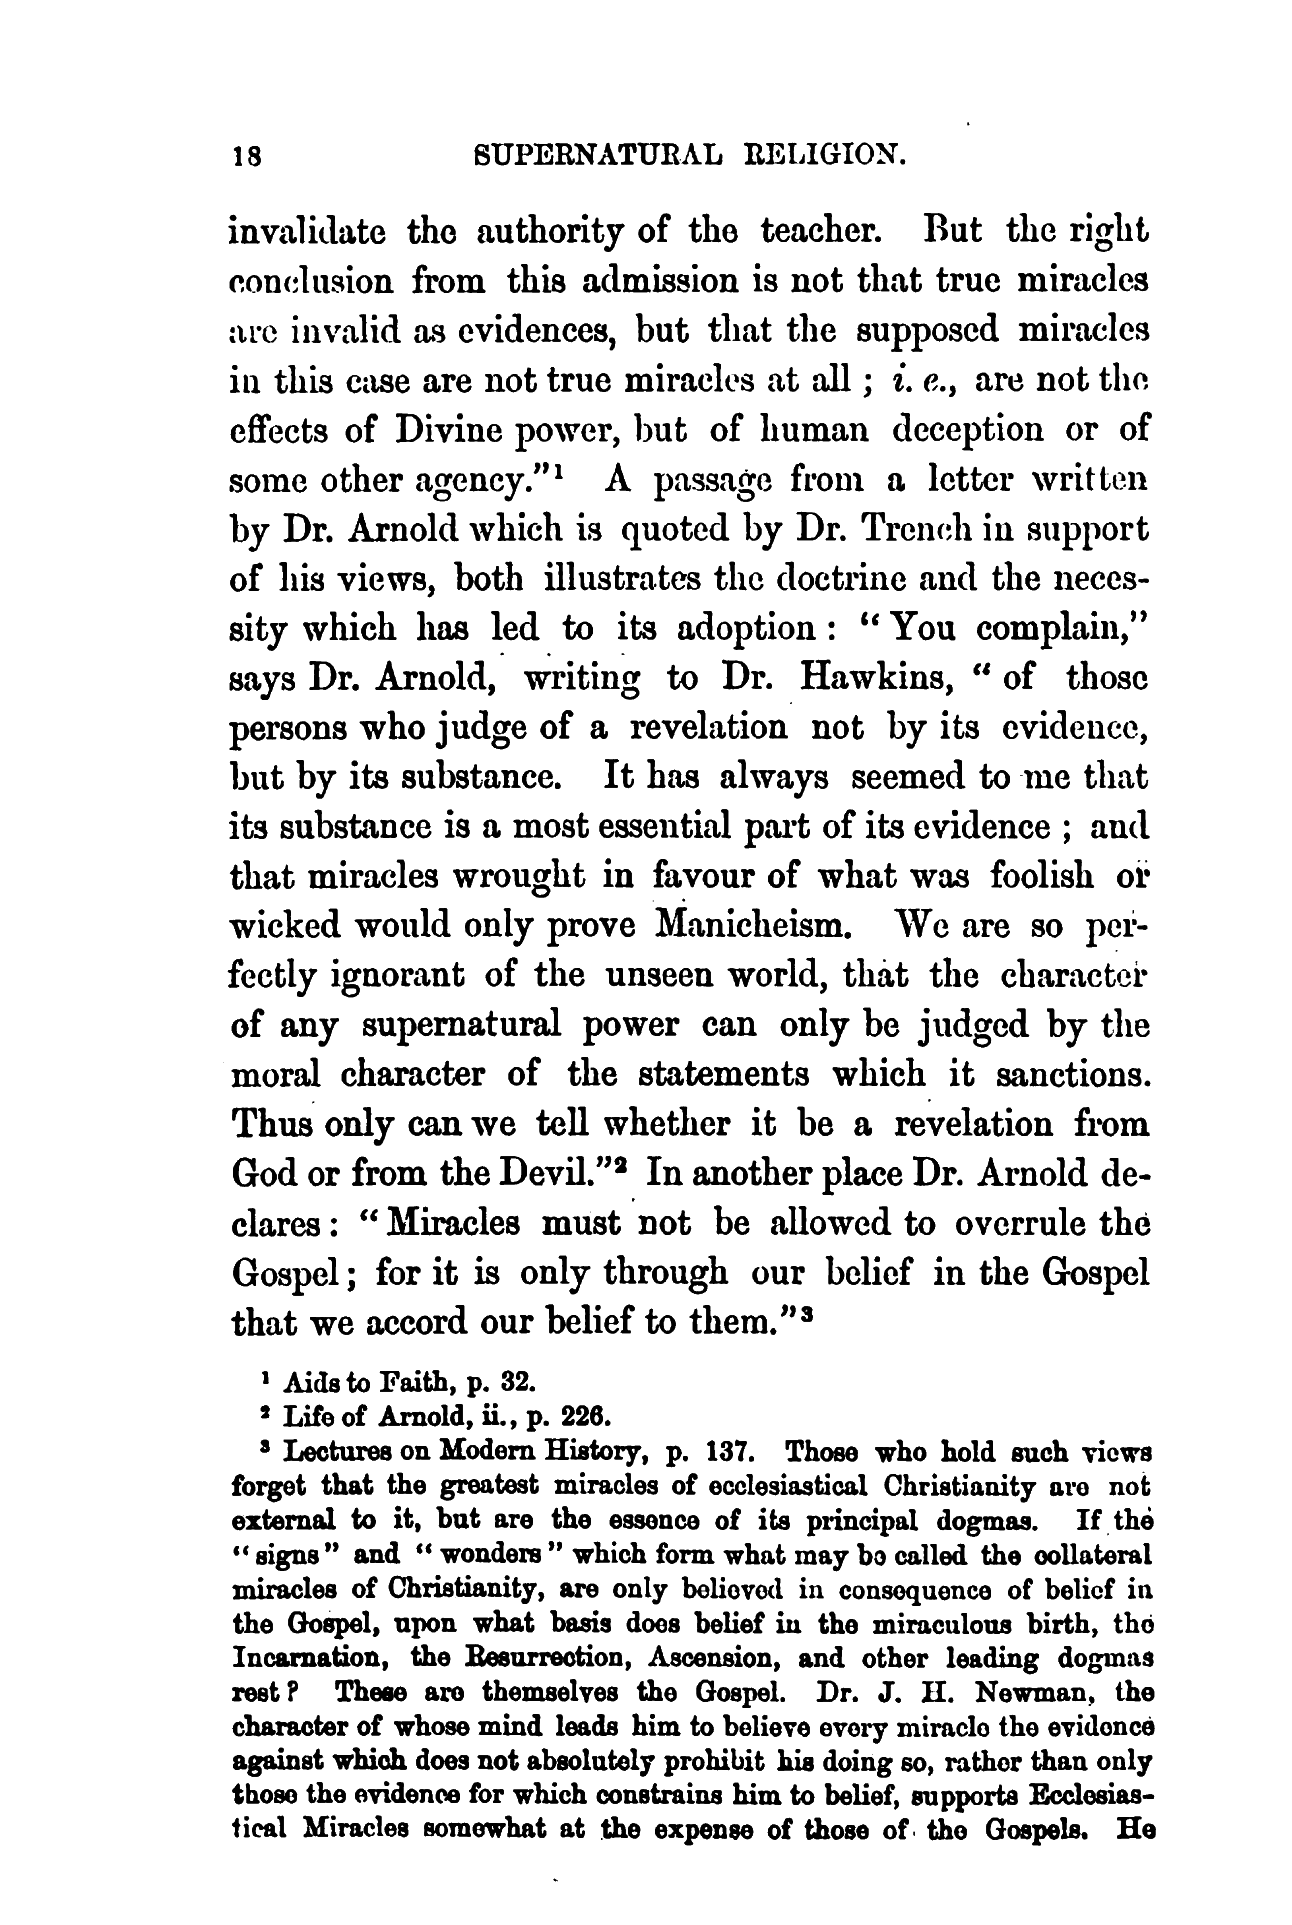 18 SUPERNATURAL RELIGION.
invalidate the authority of the teacher. But the right
conclusion from this admission is not that true miracles
are invalid as evidences, but that the supposed miracles
in this case are not true miracles at all ; i. e., are not the
effects of Divine power, but of human deception or of
some other agency."¹ A passage from a letter written
by Dr. Arnold which is quoted by Dr. Trench in support
of his views, both illustrates the doctrine and the neces-
sity which has led to its adoption : " You complain,"
says Dr. Arnold, writing to Dr. Hawkins, " of those
persons who judge of a revelation not by its evidence,
but by its substance. It has always seemed to me that
its substance is a most essential part of its evidence ; and
that miracles wrought in favour of what was foolish or
wicked would only prove Manicheism. We are so per-
fectly ignorant of the unseen world, that the character
of any supernatural power can only be judged by the
moral character of the statements which it sanctions.
Thus only can we tell whether it be a revelation from
God or from the Devil."² In another place Dr. Arnold de-
clares : " Miracles must not be allowed to overrule the
Gospel ; for it is only through our belief in the Gospel
that we accord our belief to them."³
¹ Aids to Faith, p. 32.
² Life of Arnold, ii., p. 226.
³ Lectures on Modern History, p. 137. Those who hold such views
forget that the greatest miracles of ecclesiastical Christianity are not
external to it, but are the essence of its principal dogmas. If the
" signs " and " wonders " which form what may be called the collateral
miracles of Christianity, are only believed in consequence of belief in
the Gospel, upon what basis does belief in the miraculous birth, the
Incarnation, the Resurrection, Ascension, and other leading dogmas
rest ? These are themselves the Gospel. Dr. J. H. Newman, the
character of whose mind leads him to believe every miracle the evidence
against which does not absolutely prohibit his doing so, rather than only
those the evidence for which constrains him to belief, supports Ecclesias-
tical Miracles somewhat at the expense of those of the Gospels. He